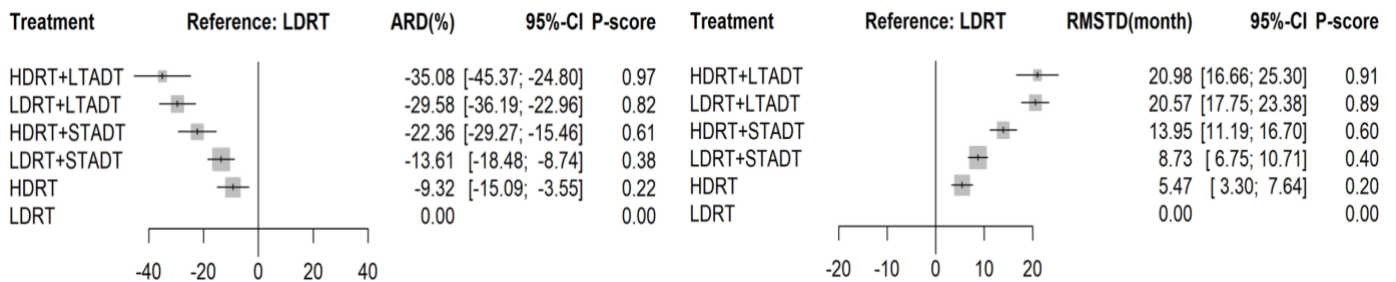 Treatment Reference: LDRT ARD(%) 95%-CI P-score
HDRT+LTADT -35.08 [-45.37; -24.80] 0.97
LDRT+LTADT -29.58 [-36.19; -22.96] 0.82
HDRT+STADT -22.36 [-29.27; -15.46] 0.61
LDRT+STADT -13.61 [-18.48; -8.74] 0.38
HDRT -9.32 [-15.09; -3.55] 0.22
LDRT 0.00 0.00
-40 -20 0 20 40
Treatment Reference: LDRT RMSTD(month) 95%-CI P-score
HDRT+LTADT 20.98 [16.66; 25.30] 0.91
LDRT+LTADT 20.57 [17.75; 23.38] 0.89
HDRT+STADT 13.95 [11.19; 16.70] 0.60
LDRT+STADT 8.73 [ 6.75; 10.71] 0.40
HDRT 5.47 [ 3.30; 7.64] 0.20
LDRT 0.00 0.00
-20 -10 0 10 20